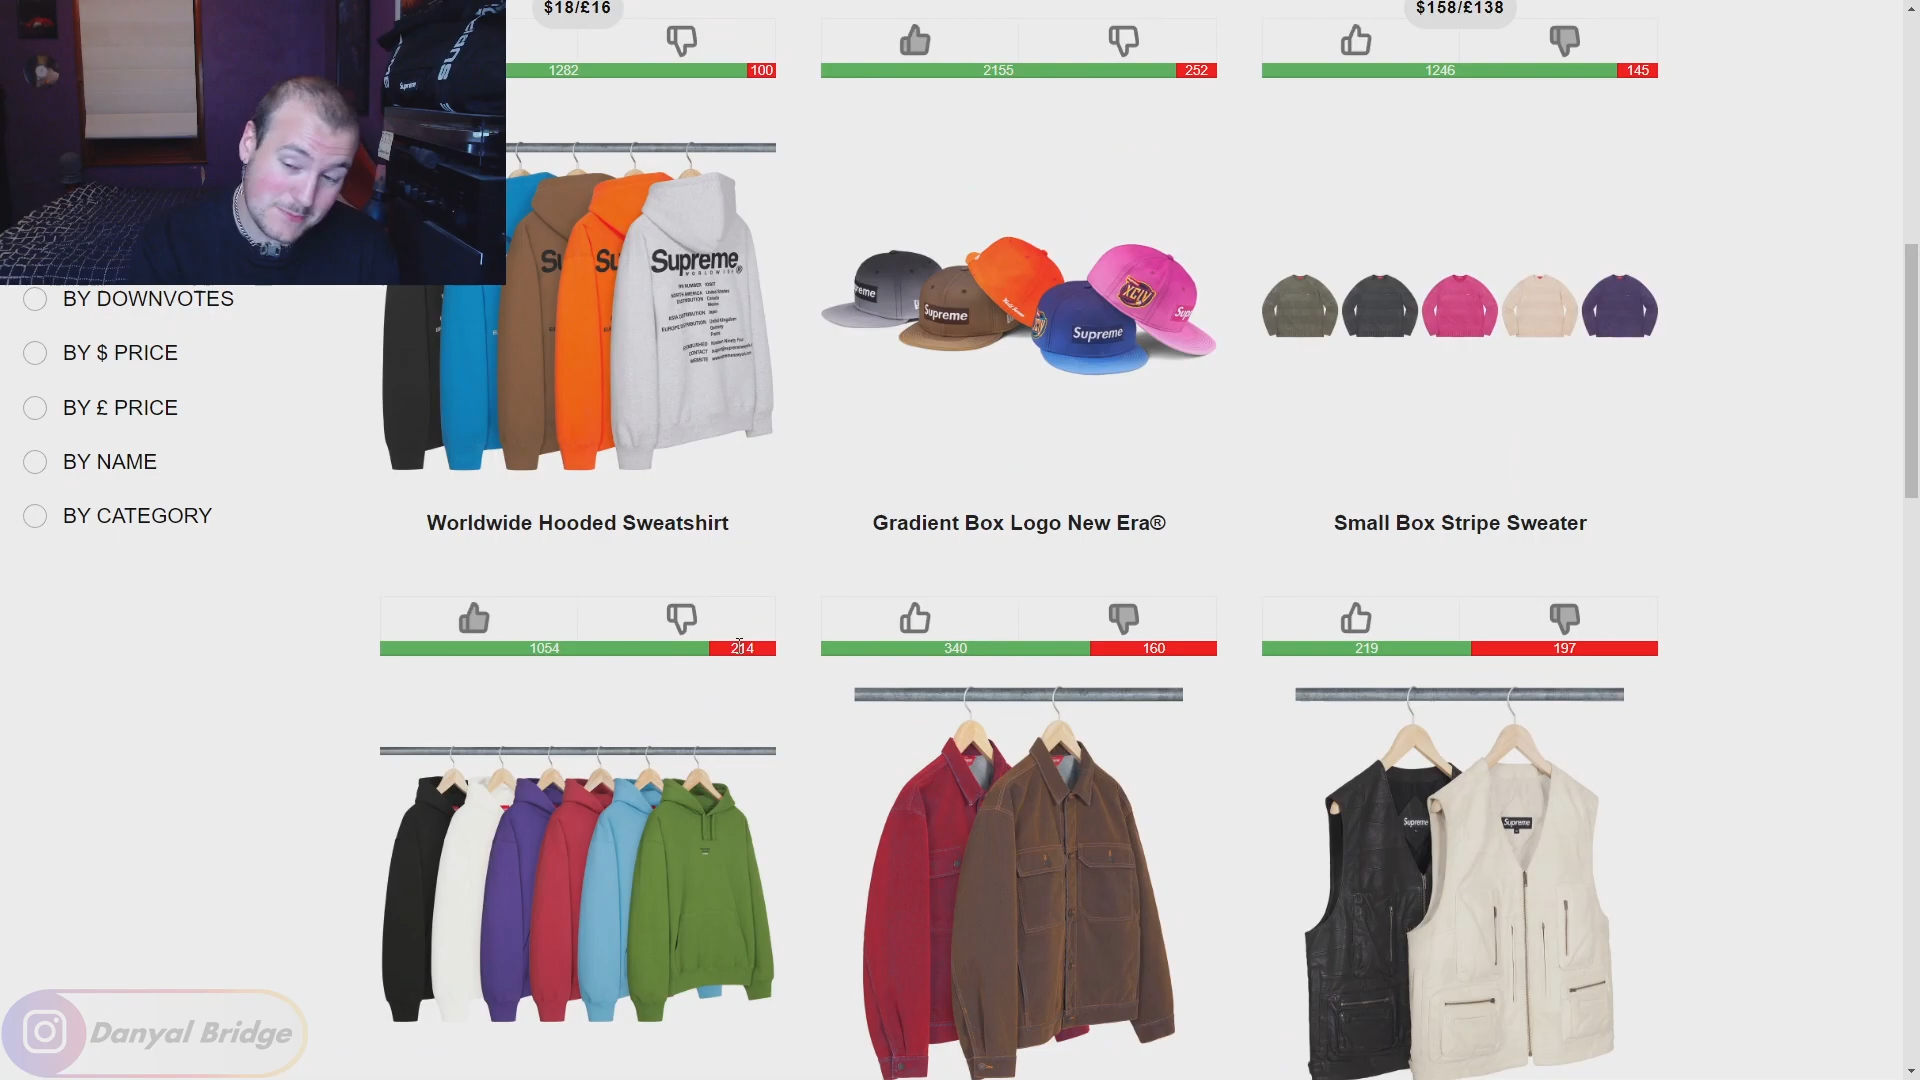 $18/£16
$158/£138
1282
100
2155
252
1246
145
Supreme
Supreme
Supreme
BY DOWNVOTES
BY $ PRICE
BY £ PRICE
BY NAME
BY CATEGORY
Worldwide Hooded Sweatshirt
Gradient Box Logo New Era®
Small Box Stripe Sweater
1054
214
340
160
219
197
Supreme
Supreme
Danyal Bridge